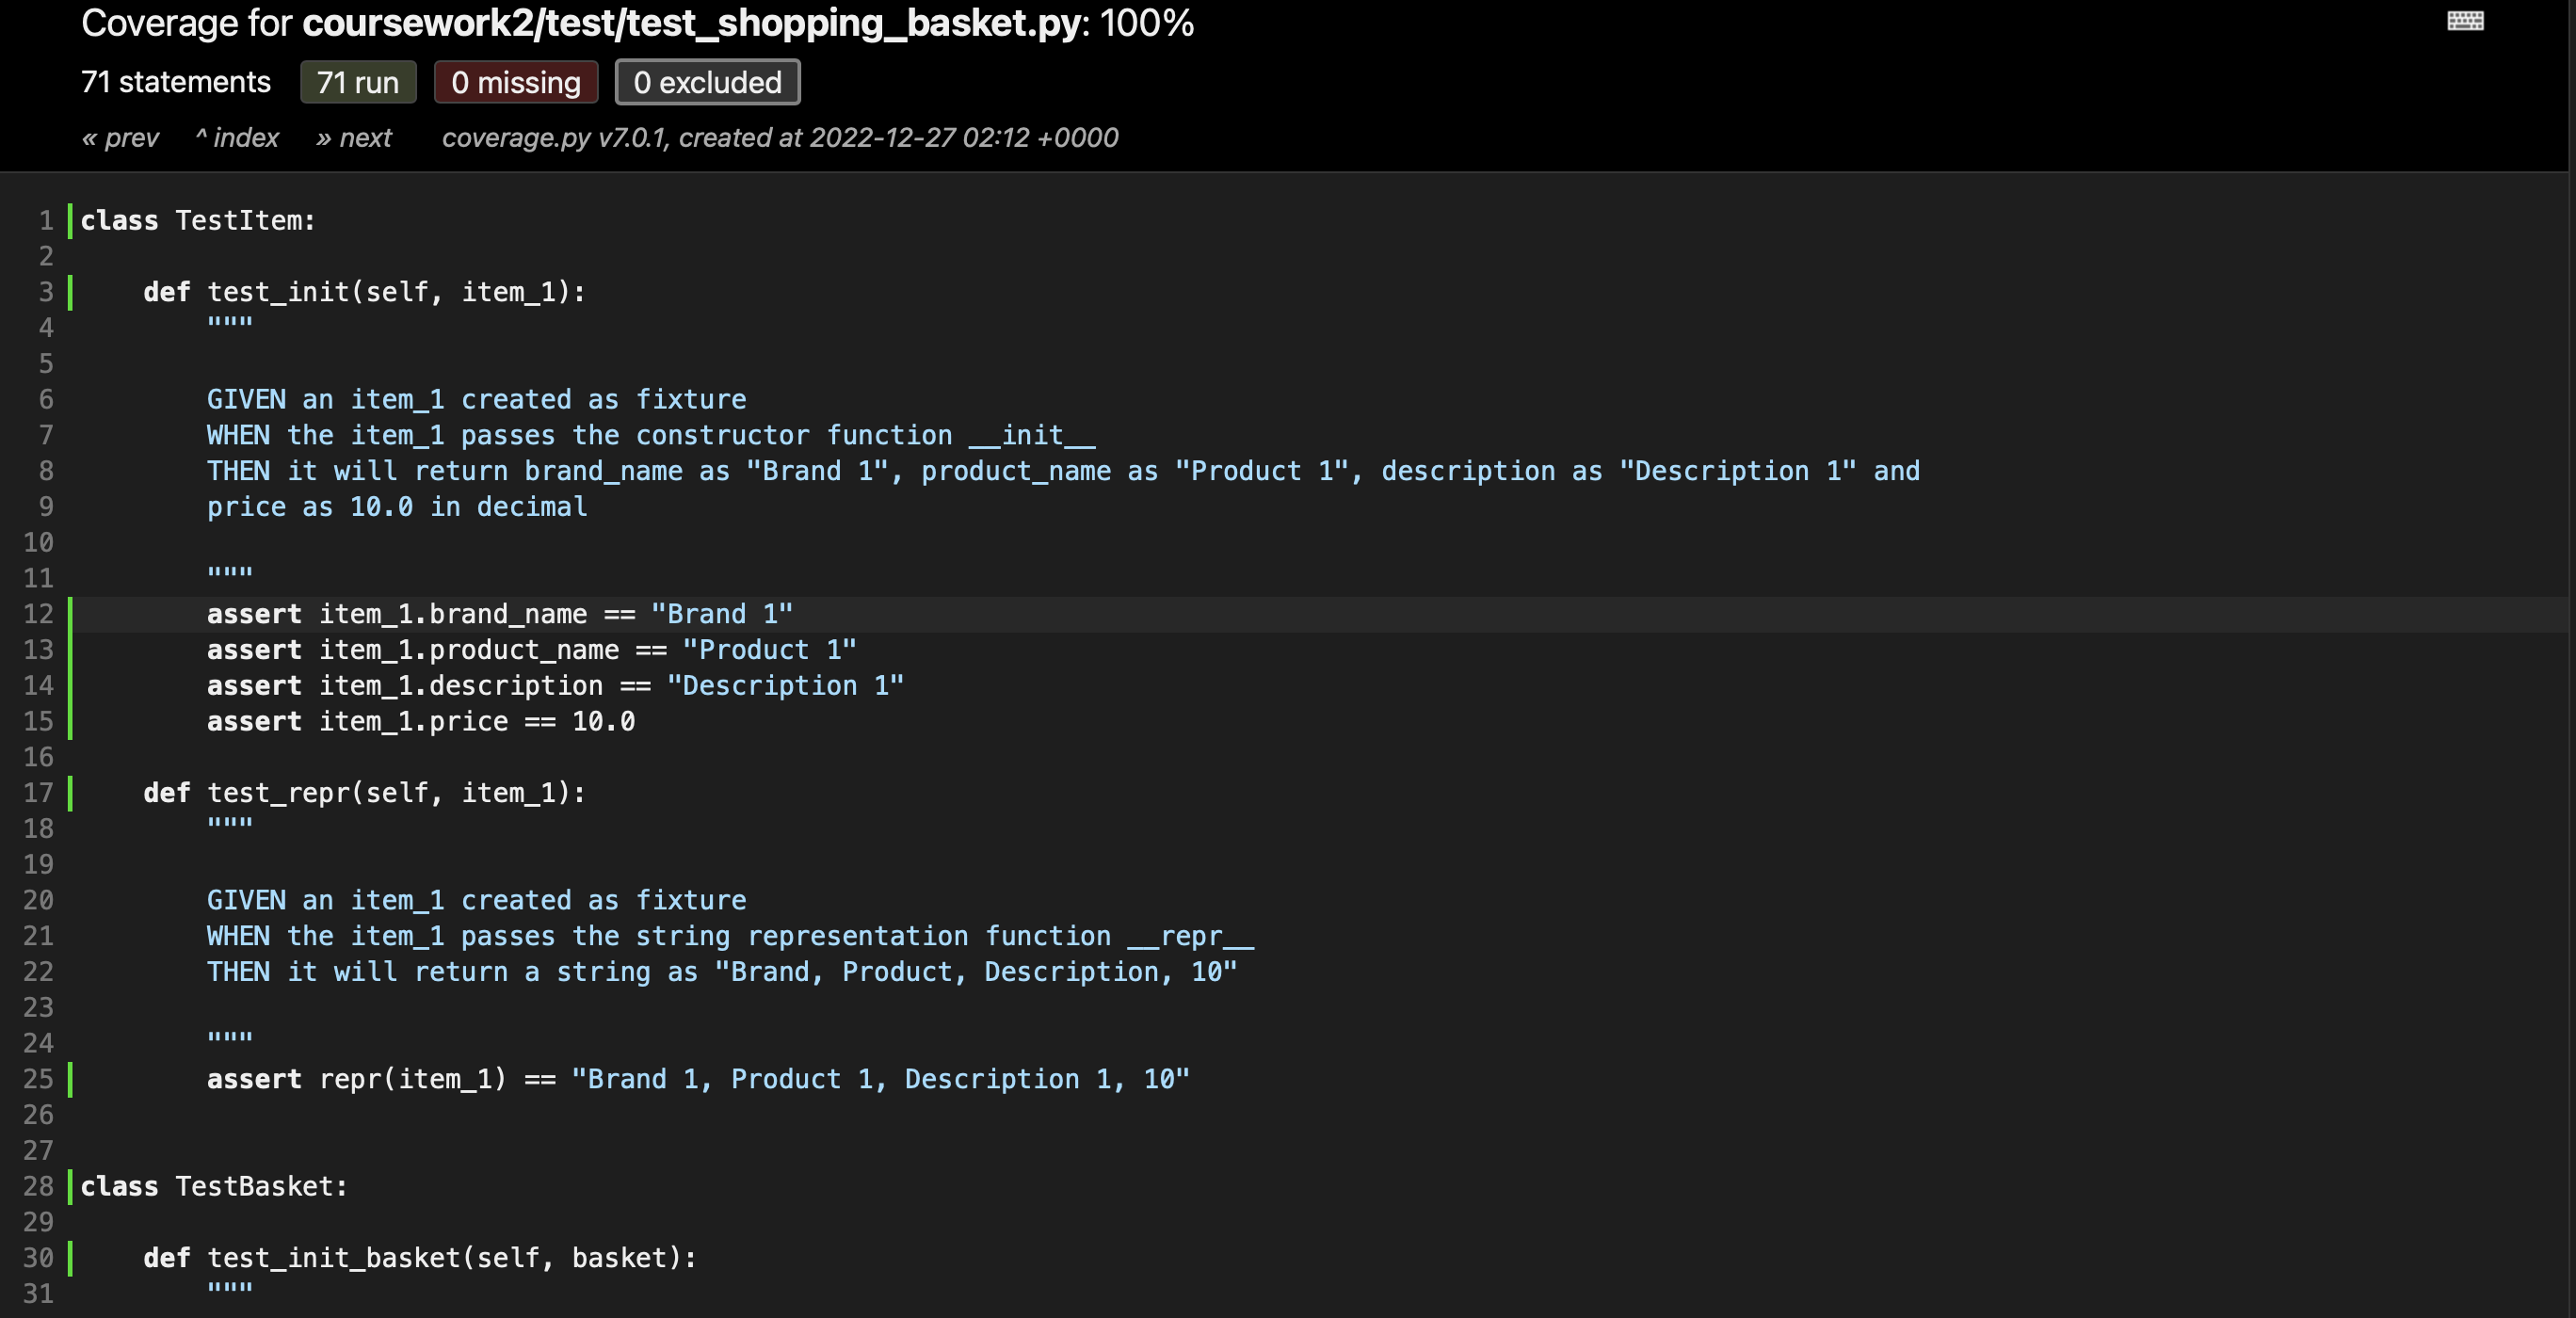 Coverage for coursework2/test/test_shopping_basket.py: 100%
71 statements 71 run 0 missing 0 excluded
« prev ^ index » next coverage.py v7.0.1, created at 2022-12-27 02:12 +0000
1 class TestItem:
2
3 def test_init(self, item_1):
4 """
5
6 GIVEN an item_1 created as fixture
7 WHEN the item_1 passes the constructor function __init__
8 THEN it will return brand_name as "Brand 1", product_name as "Product 1", description as "Description 1" and
9 price as 10.0 in decimal
10
11 """
12 assert item_1.brand_name == "Brand 1"
13 assert item_1.product_name == "Product 1"
14 assert item_1.description == "Description 1"
15 assert item_1.price == 10.0
16
17 def test_repr(self, item_1):
18 """
19
20 GIVEN an item_1 created as fixture
21 WHEN the item_1 passes the string representation function __repr__
22 THEN it will return a string as "Brand, Product, Description, 10"
23
24 """
25 assert repr(item_1) == "Brand 1, Product 1, Description 1, 10"
26
27
28 class TestBasket:
29
30 def test_init_basket(self, basket):
31 """